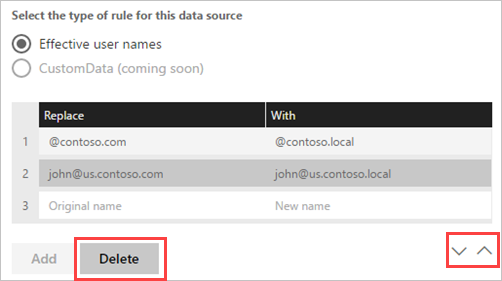 Select the type of rule for this data source
Effective user names
CustomData (coming soon)
Replace With
1 @contoso.com @contoso.local
2 john@us.contoso.com john@us.contoso.local
3 Original name New name
Add Delete